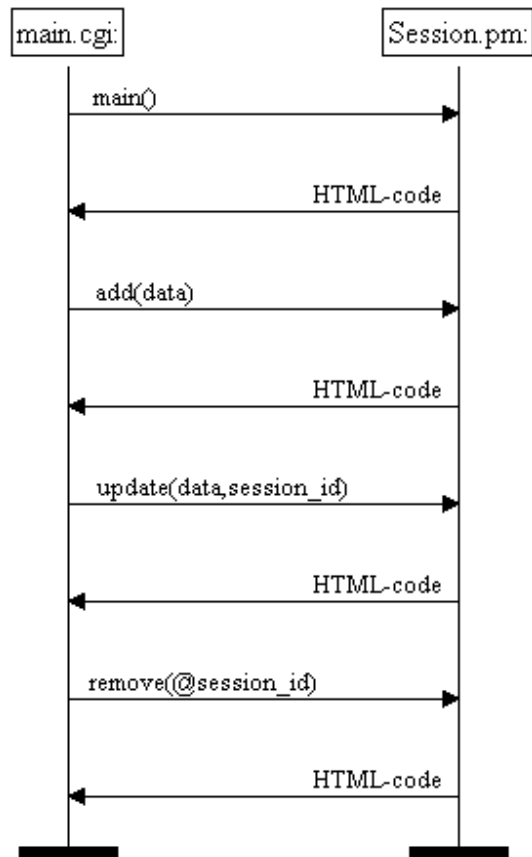 main.cgi:
Session.pm:
main()
HTML-code
add(data)
HTML-code
update(data,session_id)
HTML-code
remove(@session_id)
HTML-code